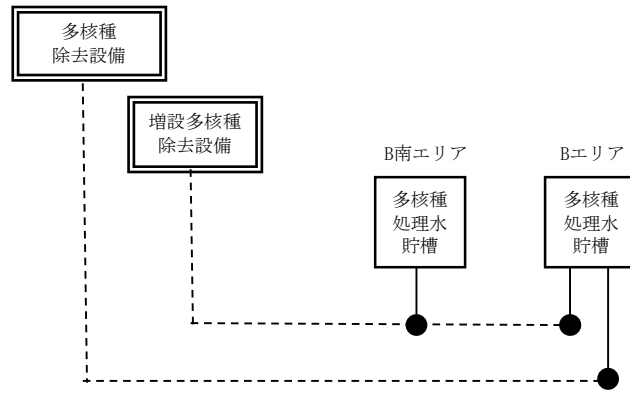 多核種
除去設備
増設多核種
除去設備
B南エリア
多核種
処理水
貯槽
Bエリア
多核種
処理水
貯槽